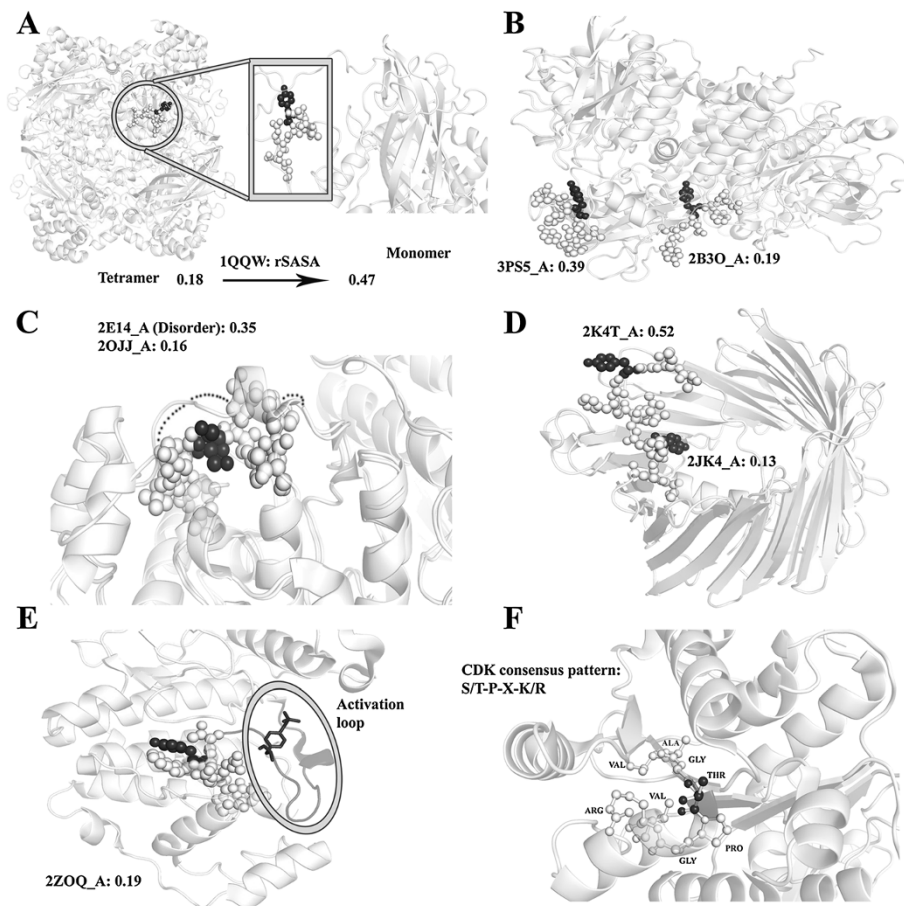 A
1QQW: rSASA
Monomer
Tetramer 0.18
0.47
B
3PS5_A: 0.39
2B3O_A: 0.19
C
2E14_A (Disorder): 0.35
2OJJ_A: 0.16
D
2K4T_A: 0.52
2JK4_A: 0.13
E
Activation
loop
2ZOQ_A: 0.19
F
CDK consensus pattern:
S/T-P-X-K/R
ALA
VAL
GLY
THR
VAL
ARG
PRO
GLY